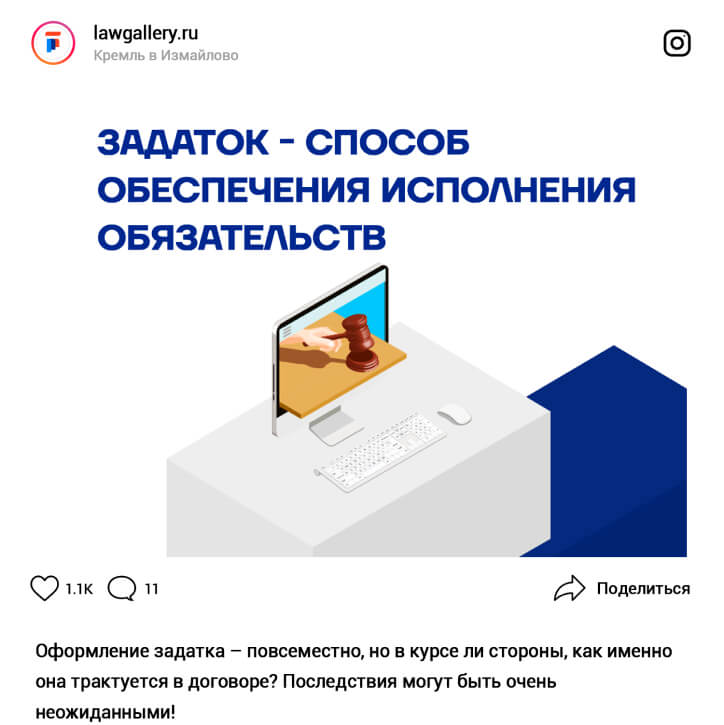 lawgallery.ru
Кремль в Измайлово
ЗАДАТОК - СПОСОБ
ОБЕСПЕЧЕНИЯ ИСПОЛНЕНИЯ
ОБЯЗАТЕЛЬСТВ
1.1K 11 Поделиться
Оформление задатка – повсеместно, но в курсе ли стороны, как именно
она трактуется в договоре? Последствия могут быть очень
неожиданными!